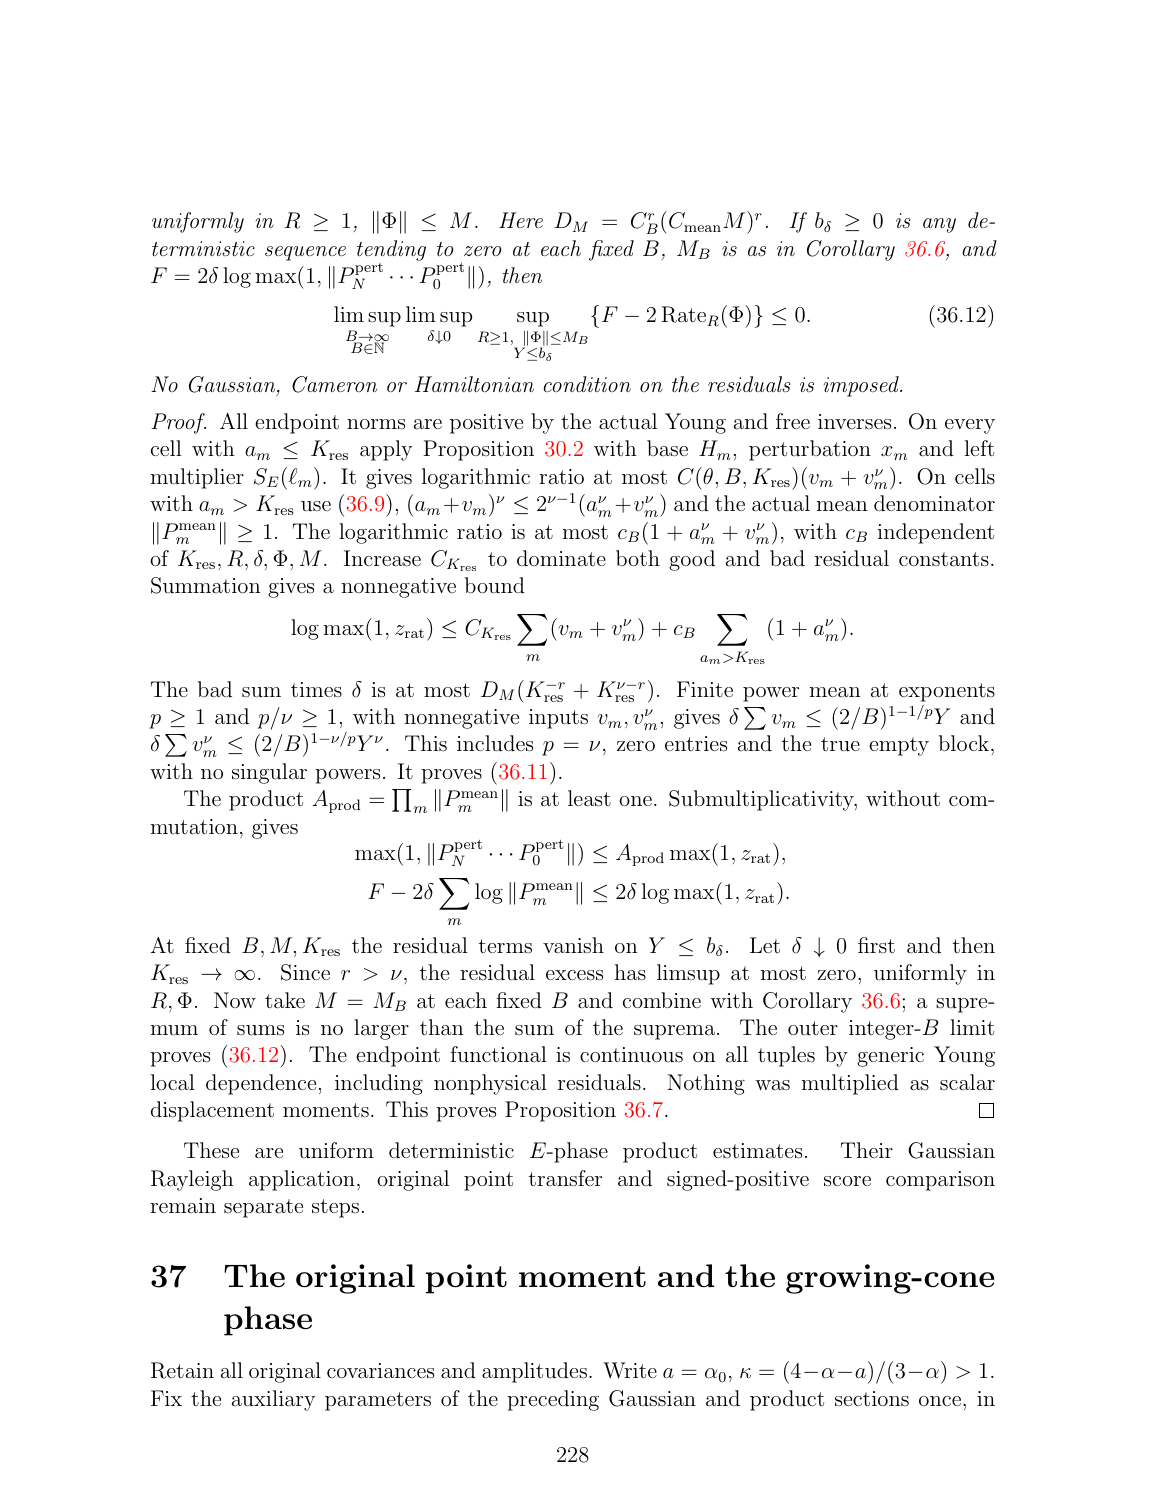 uniformly in R ≥ 1, ‖Φ‖ ≤ M. Here D_M = C_B^r(C_mean M)^r. If b_δ ≥ 0 is any de-
terministic sequence tending to zero at each fixed B, M_B is as in Corollary 36.6, and
F = 2δ log max(1, ‖P_N^pert ··· P_0^pert‖), then
lim sup_{B→∞, B∈ℕ} lim sup_{δ↓0} sup_{R≥1, ‖Φ‖≤M_B, Y≤b_δ} {F − 2 Rate_R(Φ)} ≤ 0. (36.12)
No Gaussian, Cameron or Hamiltonian condition on the residuals is imposed.
Proof. All endpoint norms are positive by the actual Young and free inverses. On every
cell with a_m ≤ K_res apply Proposition 30.2 with base H_m, perturbation x_m and left
multiplier S_E(ℓ_m). It gives logarithmic ratio at most C(θ, B, K_res)(v_m + v_m^ν). On cells
with a_m > K_res use (36.9), (a_m+v_m)^ν ≤ 2^{ν−1}(a_m^ν+v_m^ν) and the actual mean denominator
‖P_m^mean‖ ≥ 1. The logarithmic ratio is at most c_B(1 + a_m^ν + v_m^ν), with c_B independent
of K_res, R, δ, Φ, M. Increase C_{K_res} to dominate both good and bad residual constants.
Summation gives a nonnegative bound
log max(1, z_rat) ≤ C_{K_res} ∑_m (v_m + v_m^ν) + c_B ∑_{a_m>K_res} (1 + a_m^ν).
The bad sum times δ is at most D_M(K_res^{−r} + K_res^{ν−r}). Finite power mean at exponents
p ≥ 1 and p/ν ≥ 1, with nonnegative inputs v_m, v_m^ν, gives δ ∑ v_m ≤ (2/B)^{1−1/p}Y and
δ ∑ v_m^ν ≤ (2/B)^{1−ν/p}Y^ν. This includes p = ν, zero entries and the true empty block,
with no singular powers. It proves (36.11).
The product A_prod = ∏_m ‖P_m^mean‖ is at least one. Submultiplicativity, without com-
mutation, gives
max(1, ‖P_N^pert ··· P_0^pert‖) ≤ A_prod max(1, z_rat),
F − 2δ ∑_m log ‖P_m^mean‖ ≤ 2δ log max(1, z_rat).
At fixed B, M, K_res the residual terms vanish on Y ≤ b_δ. Let δ ↓ 0 first and then
K_res → ∞. Since r > ν, the residual excess has limsup at most zero, uniformly in
R, Φ. Now take M = M_B at each fixed B and combine with Corollary 36.6; a supre-
mum of sums is no larger than the sum of the suprema. The outer integer-B limit
proves (36.12). The endpoint functional is continuous on all tuples by generic Young
local dependence, including nonphysical residuals. Nothing was multiplied as scalar
displacement moments. This proves Proposition 36.7. □
These are uniform deterministic E-phase product estimates. Their Gaussian
Rayleigh application, original point transfer and signed-positive score comparison
remain separate steps.
37 The original point moment and the growing-cone
phase
Retain all original covariances and amplitudes. Write a = α_0, κ = (4−α−a)/(3−α) > 1.
Fix the auxiliary parameters of the preceding Gaussian and product sections once, in
228